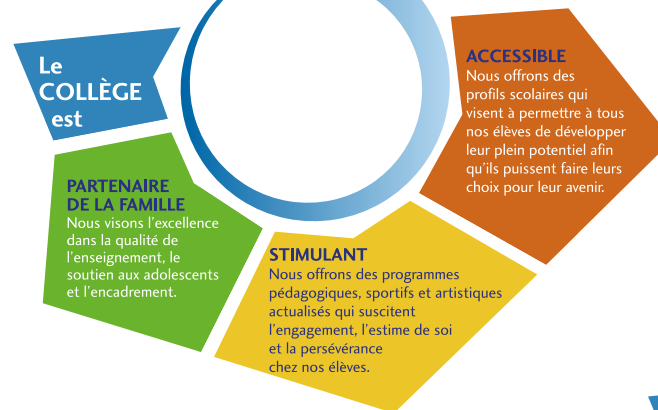 Le
COLLÈGE
est
PARTENAIRE
DE LA FAMILLE
Nous visons l'excellence
dans la qualité de
l'enseignement, le
soutien aux adolescents
et l'encadrement.
STIMULANT
Nous offrons des programmes
pédagogiques, sportifs et artistiques
actualisés qui suscitent
l'engagement, l'estime de soi
et la persévérance
chez nos élèves.
ACCESSIBLE
Nous offrons des
profils scolaires qui
visent à permettre à tous
nos élèves de développer
leur plein potentiel afin
qu'ils puissent faire leurs
choix pour leur avenir.